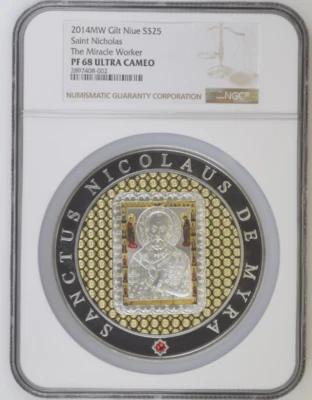 2014MW Gilt Niue S$25
Saint Nicholas
The Miracle Worker
PF 68 ULTRA CAMEO
2897408-002
NUMISMATIC GUARANTY CORPORATION
NGC
SANCTUS NICOLAUS DE MYRA